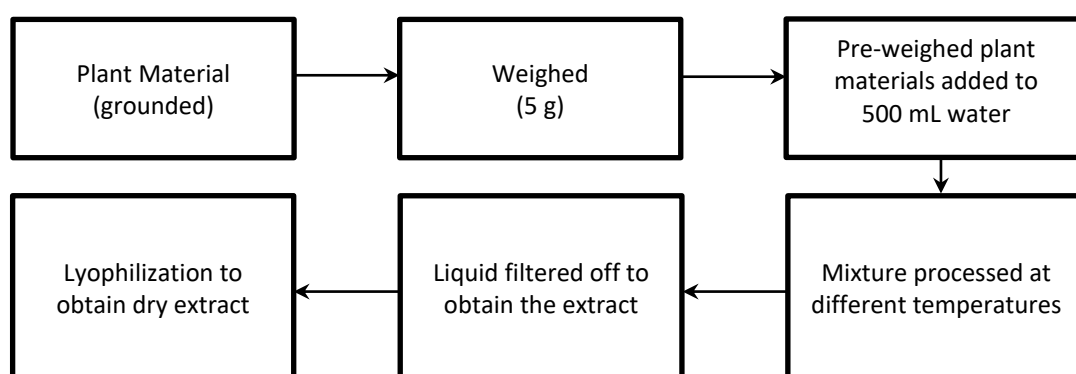 Plant Material
(grounded)
Weighed
(5 g)
Pre-weighed plant
materials added to
500 mL water
Mixture processed at
different temperatures
Liquid filtered off to
obtain the extract
Lyophilization to
obtain dry extract